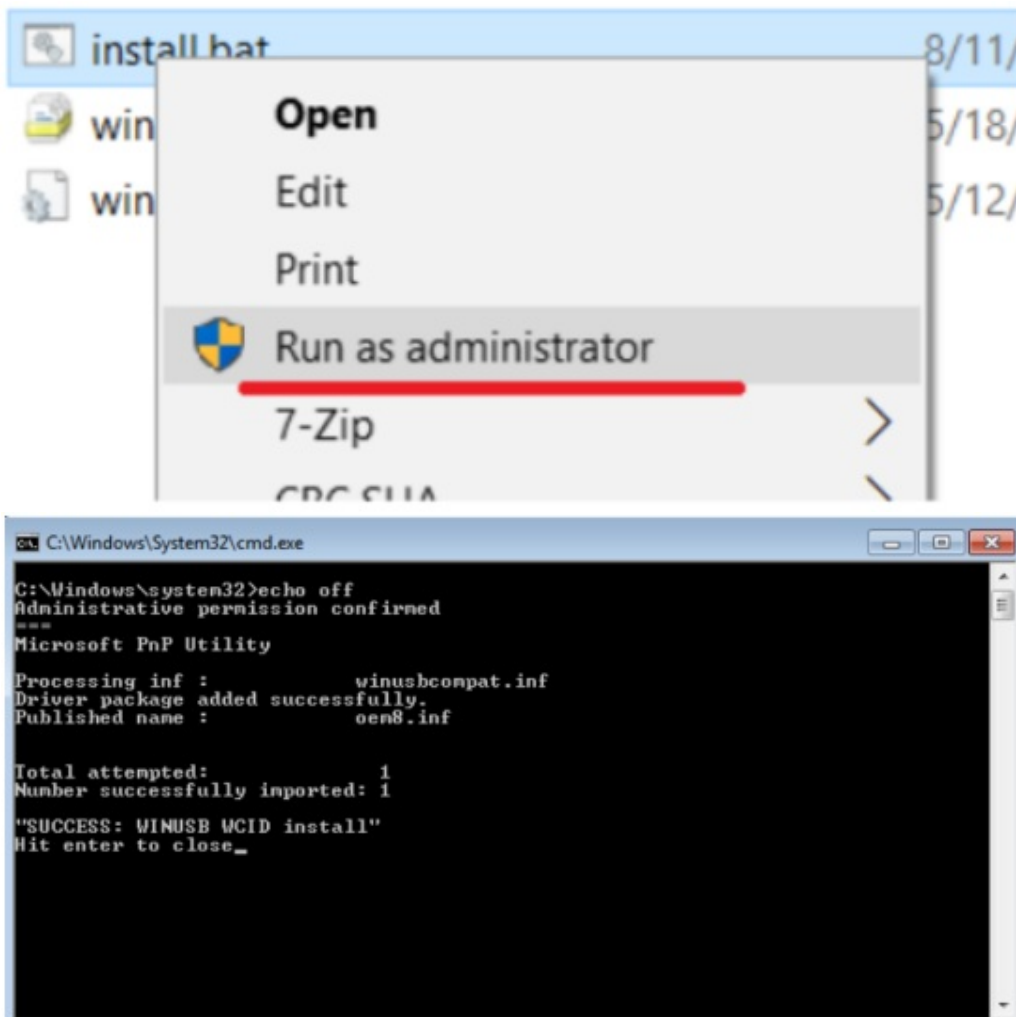 install.bat 8/11/
Open
win 5/18/
Edit
win 5/12/
Print
Run as administrator
7-Zip
CRC SHA
C:\Windows\System32\cmd.exe
C:\Windows\system32>echo off
Administrative permission confirmed
===
Microsoft PnP Utility
Processing inf : winusbcompat.inf
Driver package added successfully.
Published name : oem8.inf
Total attempted: 1
Number successfully imported: 1
"SUCCESS: WINUSB WCID install"
Hit enter to close_